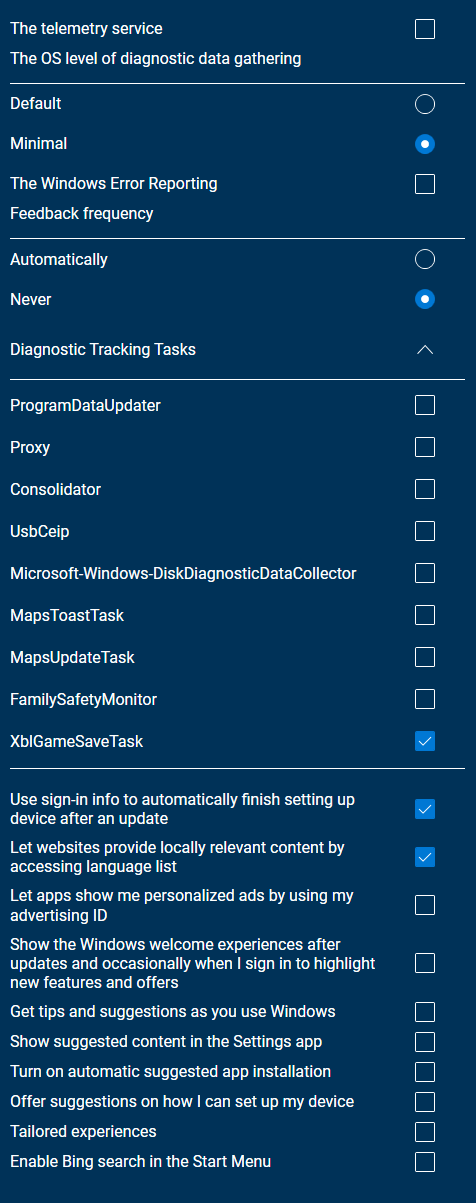 The telemetry service
The OS level of diagnostic data gathering
Default
Minimal
The Windows Error Reporting
Feedback frequency
Automatically
Never
Diagnostic Tracking Tasks
ProgramDataUpdater
Proxy
Consolidator
UsbCeip
Microsoft-Windows-DiskDiagnosticDataCollector
MapsToastTask
MapsUpdateTask
FamilySafetyMonitor
XblGameSaveTask
Use sign-in info to automatically finish setting up
device after an update
Let websites provide locally relevant content by
accessing language list
Let apps show me personalized ads by using my
advertising ID
Show the Windows welcome experiences after
updates and occasionally when I sign in to highlight
new features and offers
Get tips and suggestions as you use Windows
Show suggested content in the Settings app
Turn on automatic suggested app installation
Offer suggestions on how I can set up my device
Tailored experiences
Enable Bing search in the Start Menu